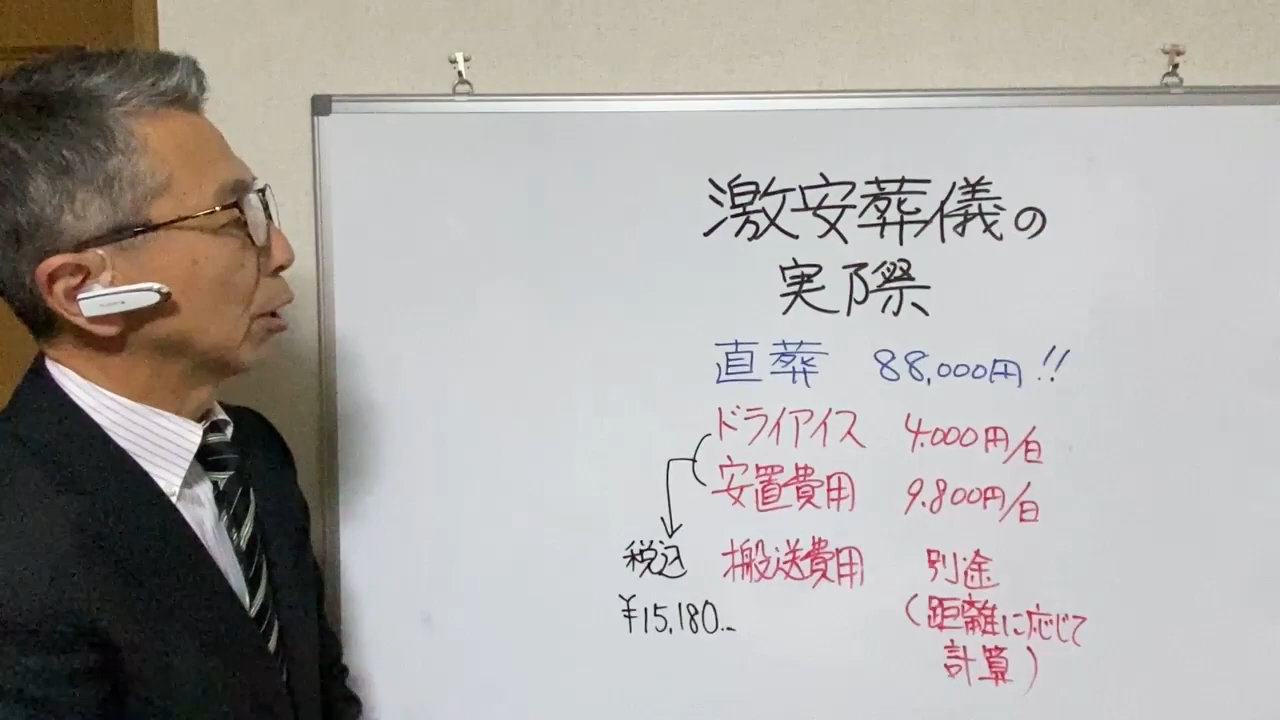 激安葬儀の
実際
直葬 88,000円!!
ドライアイス 4,000円/日
安置費用 9,800円/日
税込 搬送費用 別途
¥15,180.- (距離に応じて
計算)